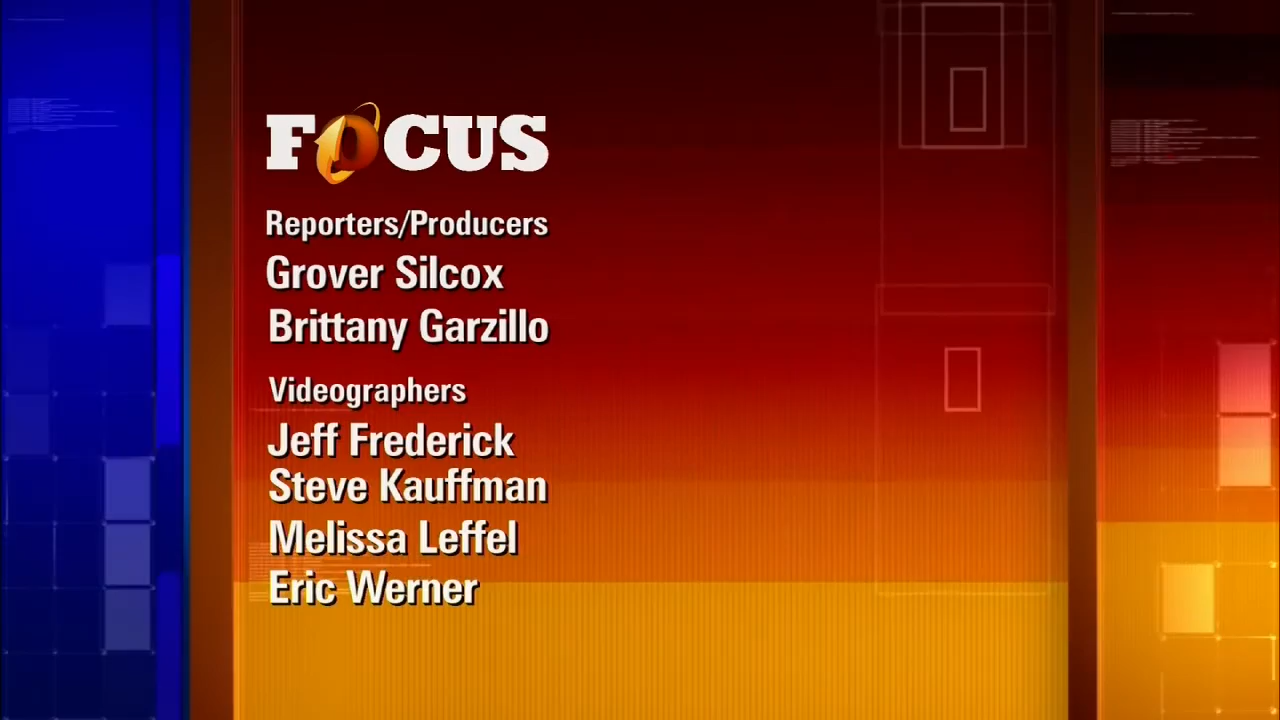 FOCUS
Reporters/Producers
Grover Silcox
Brittany Garzillo
Videographers
Jeff Frederick
Steve Kauffman
Melissa Leffel
Eric Werner